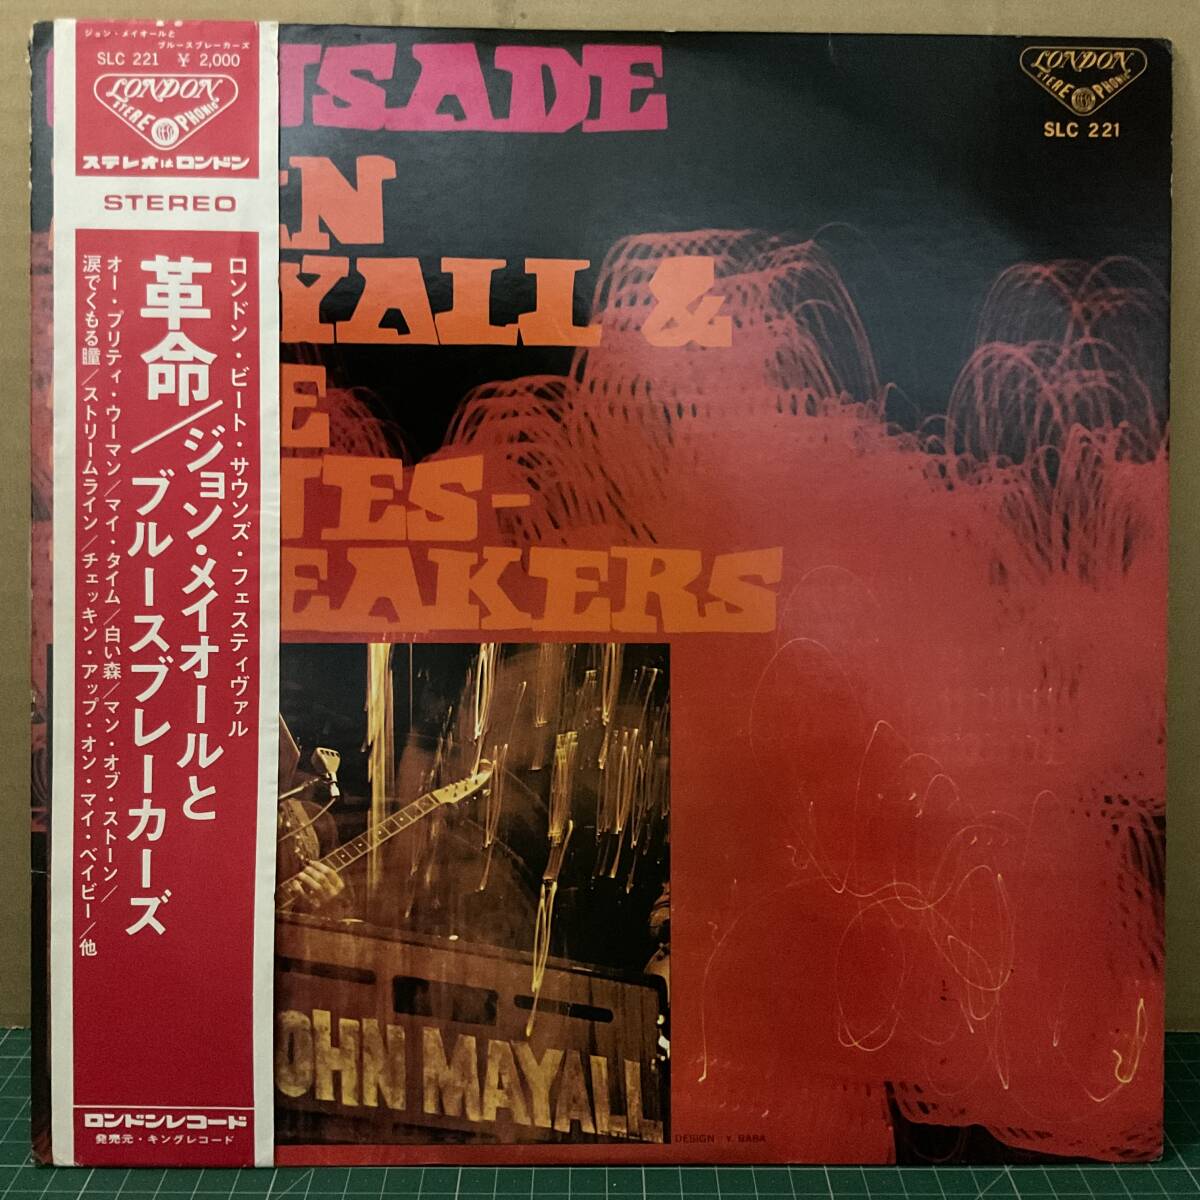 ジョン・メイオールと
ブルースブレーカーズ
SLC 221 ¥ 2,000
LONDON
STEREOPHONIC
ステレオはロンドン
STEREO
ロンドン・ビート・サウンズ・フェスティヴァル
革命/ジョン・メイオールと
/ブルースブレーカーズ
オー・プリティ・ウーマン/マイ・タイム/白い森/マン・オブ・ストーン/
涙でくもる瞳/ストリームライン/チェッキン・アップ・オン・マイ・ベイビー/他
ロンドンレコード
発売元・キングレコード
USADE
N
YALL &
E
ES-
EAKERS
LONDON
STEREOPHONIC
SLC 221
OHN MAYALL
DESIGN Y. BABA